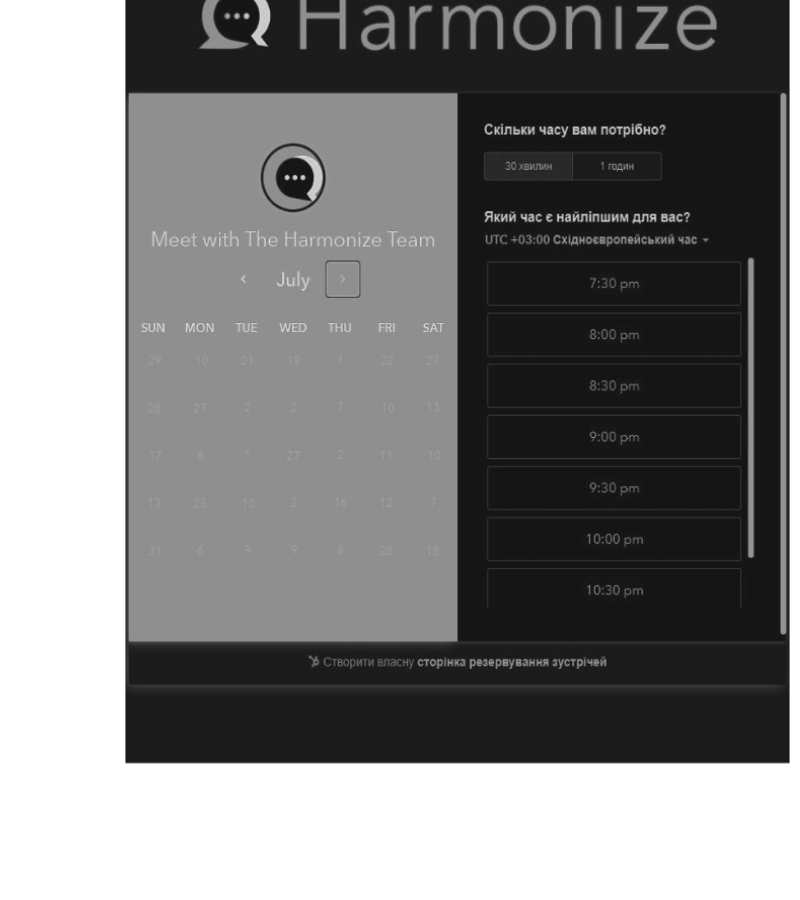 Harmonize
Meet with The Harmonize Team
‹ July ›
SUN MON TUE WED THU FRI SAT
29 10 21 19 1 22 27
28 27 2 2 7 10 13
17 6 1 27 2 11 10
13 25 10 2 16 12 7
31 6 9 9 8 28 18
Скільки часу вам потрібно?
30 хвилин 1 годин
Який час є найліпшим для вас?
UTC +03:00 Східноєвропейський час
7:30 pm
8:00 pm
8:30 pm
9:00 pm
9:30 pm
10:00 pm
10:30 pm
Створити власну сторінка резервування зустрічей